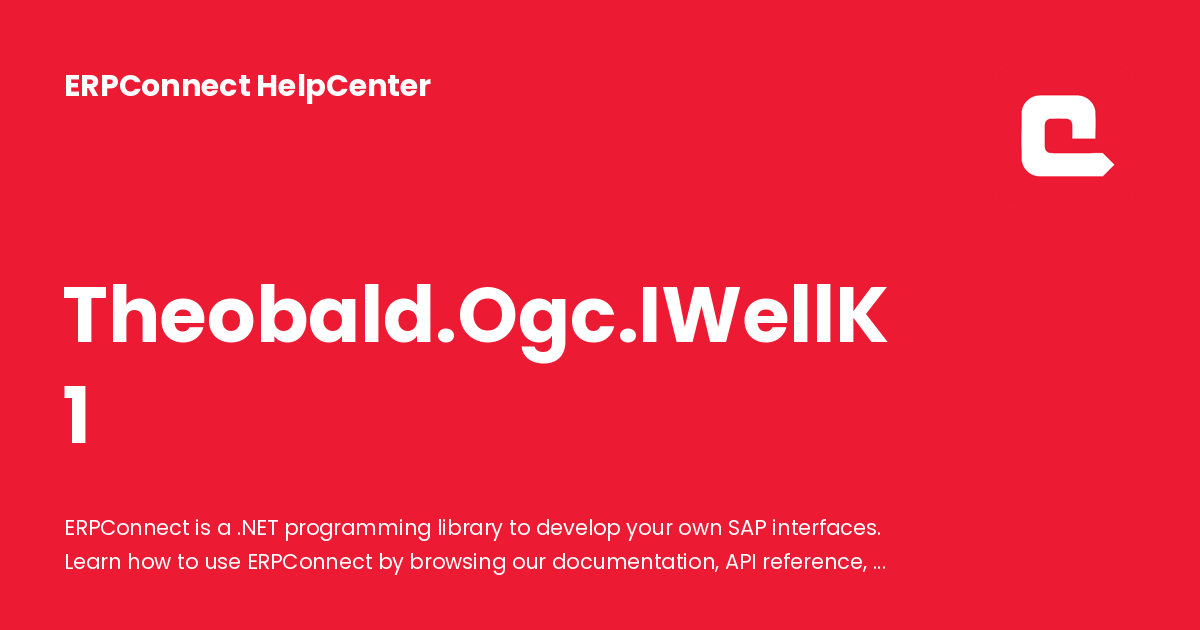 ERPConnect HelpCenter
Theobald.Ogc.IWellK
1
ERPConnect is a .NET programming library to develop your own SAP interfaces.
Learn how to use ERPConnect by browsing our documentation, API reference, ...